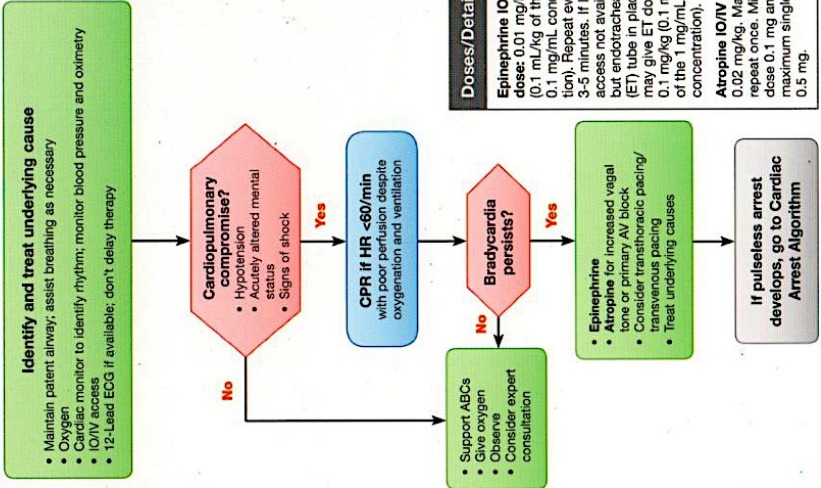 Identify and treat underlying cause
• Maintain patent airway; assist breathing as necessary
• Oxygen
• Cardiac monitor to identify rhythm; monitor blood pressure and oximetry
• IO/IV access
• 12-Lead ECG if available; don't delay therapy
Cardiopulmonary
compromise?
• Hypotension
• Acutely altered mental
status
• Signs of shock
No
Yes
CPR if HR <60/min
with poor perfusion despite
oxygenation and ventilation
Bradycardia
persists?
No
Yes
• Support ABCs
• Give oxygen
• Observe
• Consider expert
consultation
• Epinephrine
• Atropine for increased vagal
tone or primary AV block
• Consider transthoracic pacing/
transvenous pacing
• Treat underlying causes
If pulseless arrest
develops, go to Cardiac
Arrest Algorithm
Doses/Detai
Epinephrine IO
dose: 0.01 mg/
(0.1 mL/kg of th
0.1 mg/mL conc
tion). Repeat ev
3-5 minutes. If I
access not avai
but endotrached
(ET) tube in plac
may give ET do
0.1 mg/kg (0.1 m
of the 1 mg/mL
concentration).
Atropine IO/IV
0.02 mg/kg. Ma
repeat once. Mi
dose 0.1 mg an
maximum single
0.5 mg.